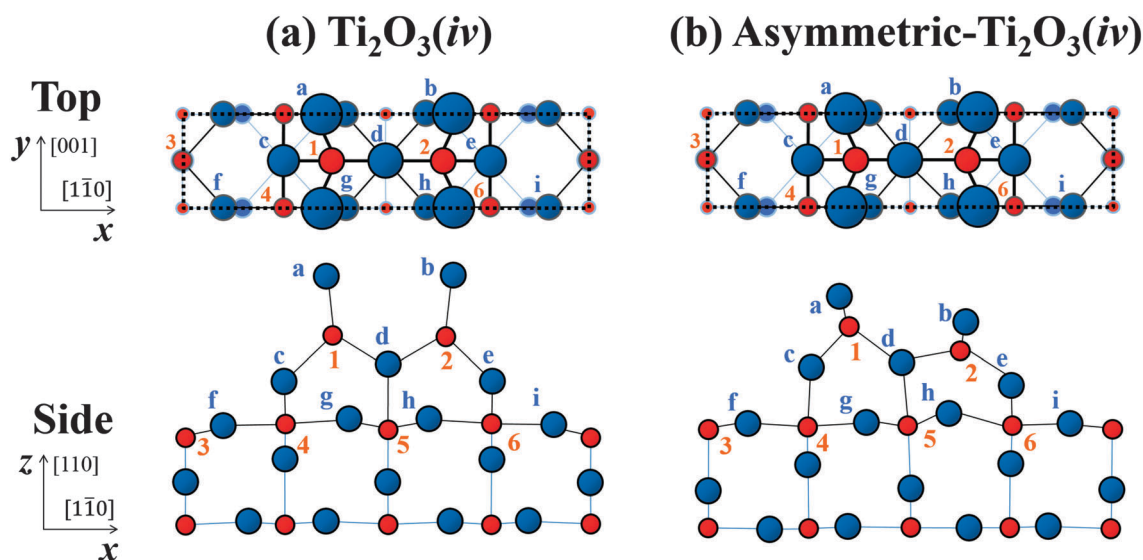 (a) Ti₂O₃(iv)
(b) Asymmetric-Ti₂O₃(iv)
Top
y [001]
[11̄0]
x
a b
3 c 1 d 2 e
f 4 g h 6 i
a b
3 c 1 d 2 e
f 4 g h 6 i
Side
z [110]
[11̄0]
x
a b
1 d 2
c e
f g h i
3 4 5 6
a b
1 d 2
c e
f g h i
3 4 5 6